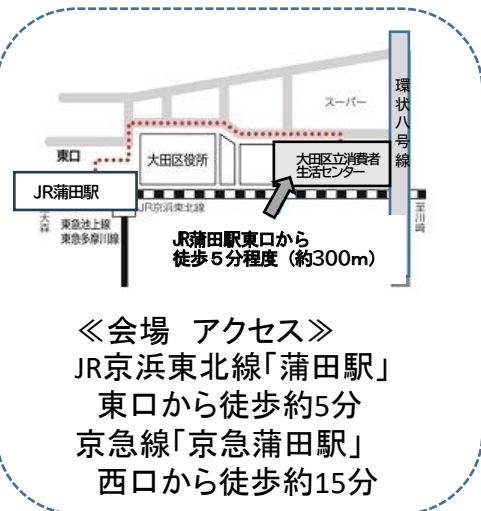 環状八号線
スーパー
東口
大田区役所
大田区立消費者
生活センター
JR蒲田駅
JR京浜東北線
至大森
東急池上線
東急多摩川線
至川崎
JR蒲田駅東口から
徒歩5分程度（約300m）
≪会場　アクセス≫
JR京浜東北線「蒲田駅」
東口から徒歩約5分
京急線「京急蒲田駅」
西口から徒歩約15分